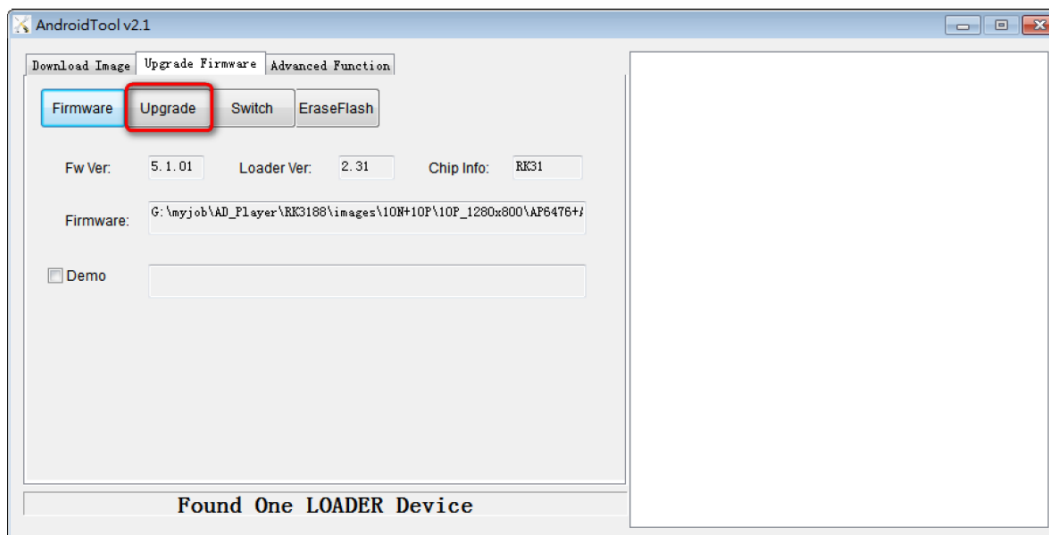 AndroidTool v2.1
Download Image Upgrade Firmware Advanced Function
Firmware Upgrade Switch EraseFlash
Fw Ver: 5.1.01 Loader Ver: 2.31 Chip Info: RK31
Firmware: G:\myjob\AD_Player\RK3188\images\10N+10P\10P_1280x800\AP6476+
Demo
Found One LOADER Device